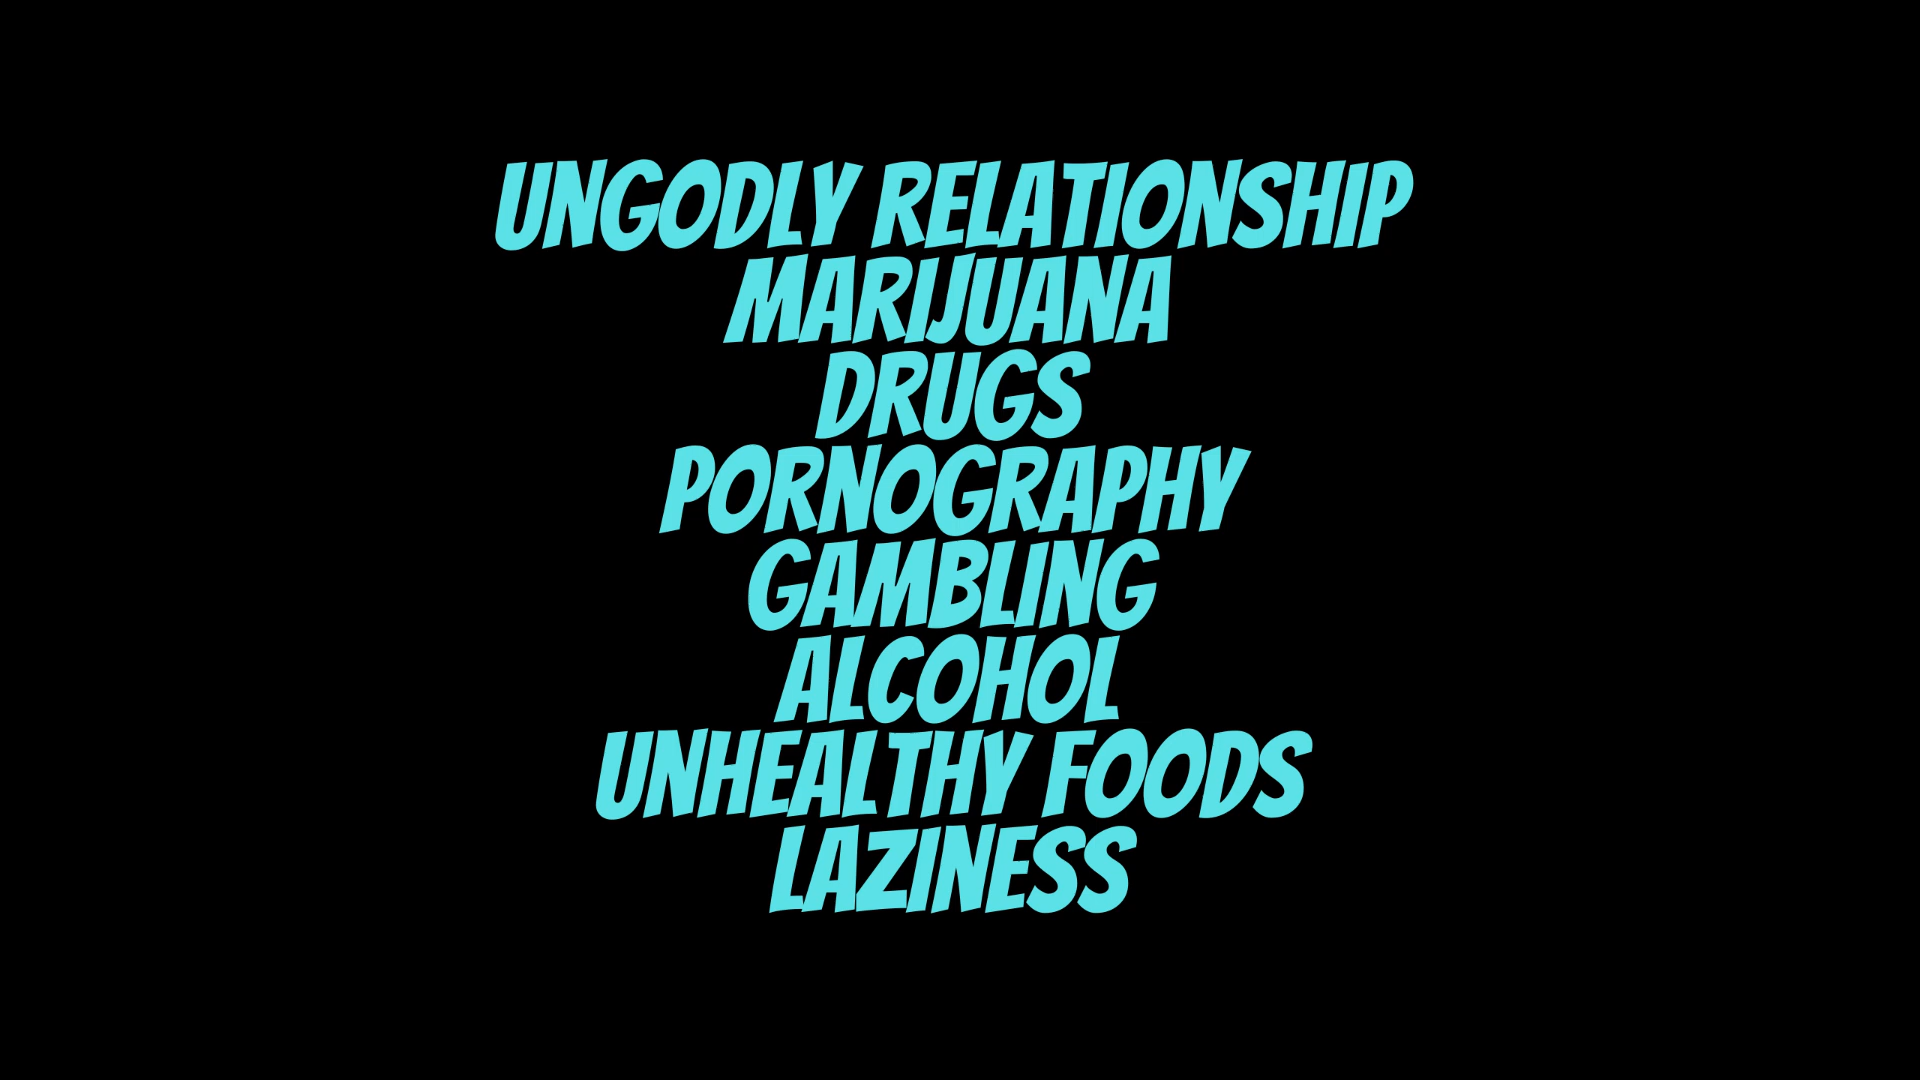 UNGODLY RELATIONSHIP
MARIJUANA
DRUGS
PORNOGRAPHY
GAMBLING
ALCOHOL
UNHEALTHY FOODS
LAZINESS